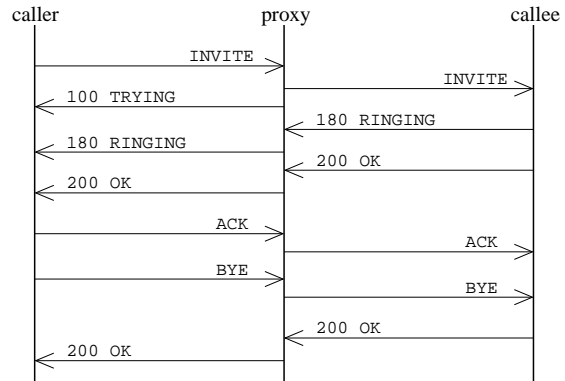 caller proxy callee
INVITE
INVITE
100 TRYING
180 RINGING
180 RINGING
200 OK
200 OK
ACK
ACK
BYE
BYE
200 OK
200 OK